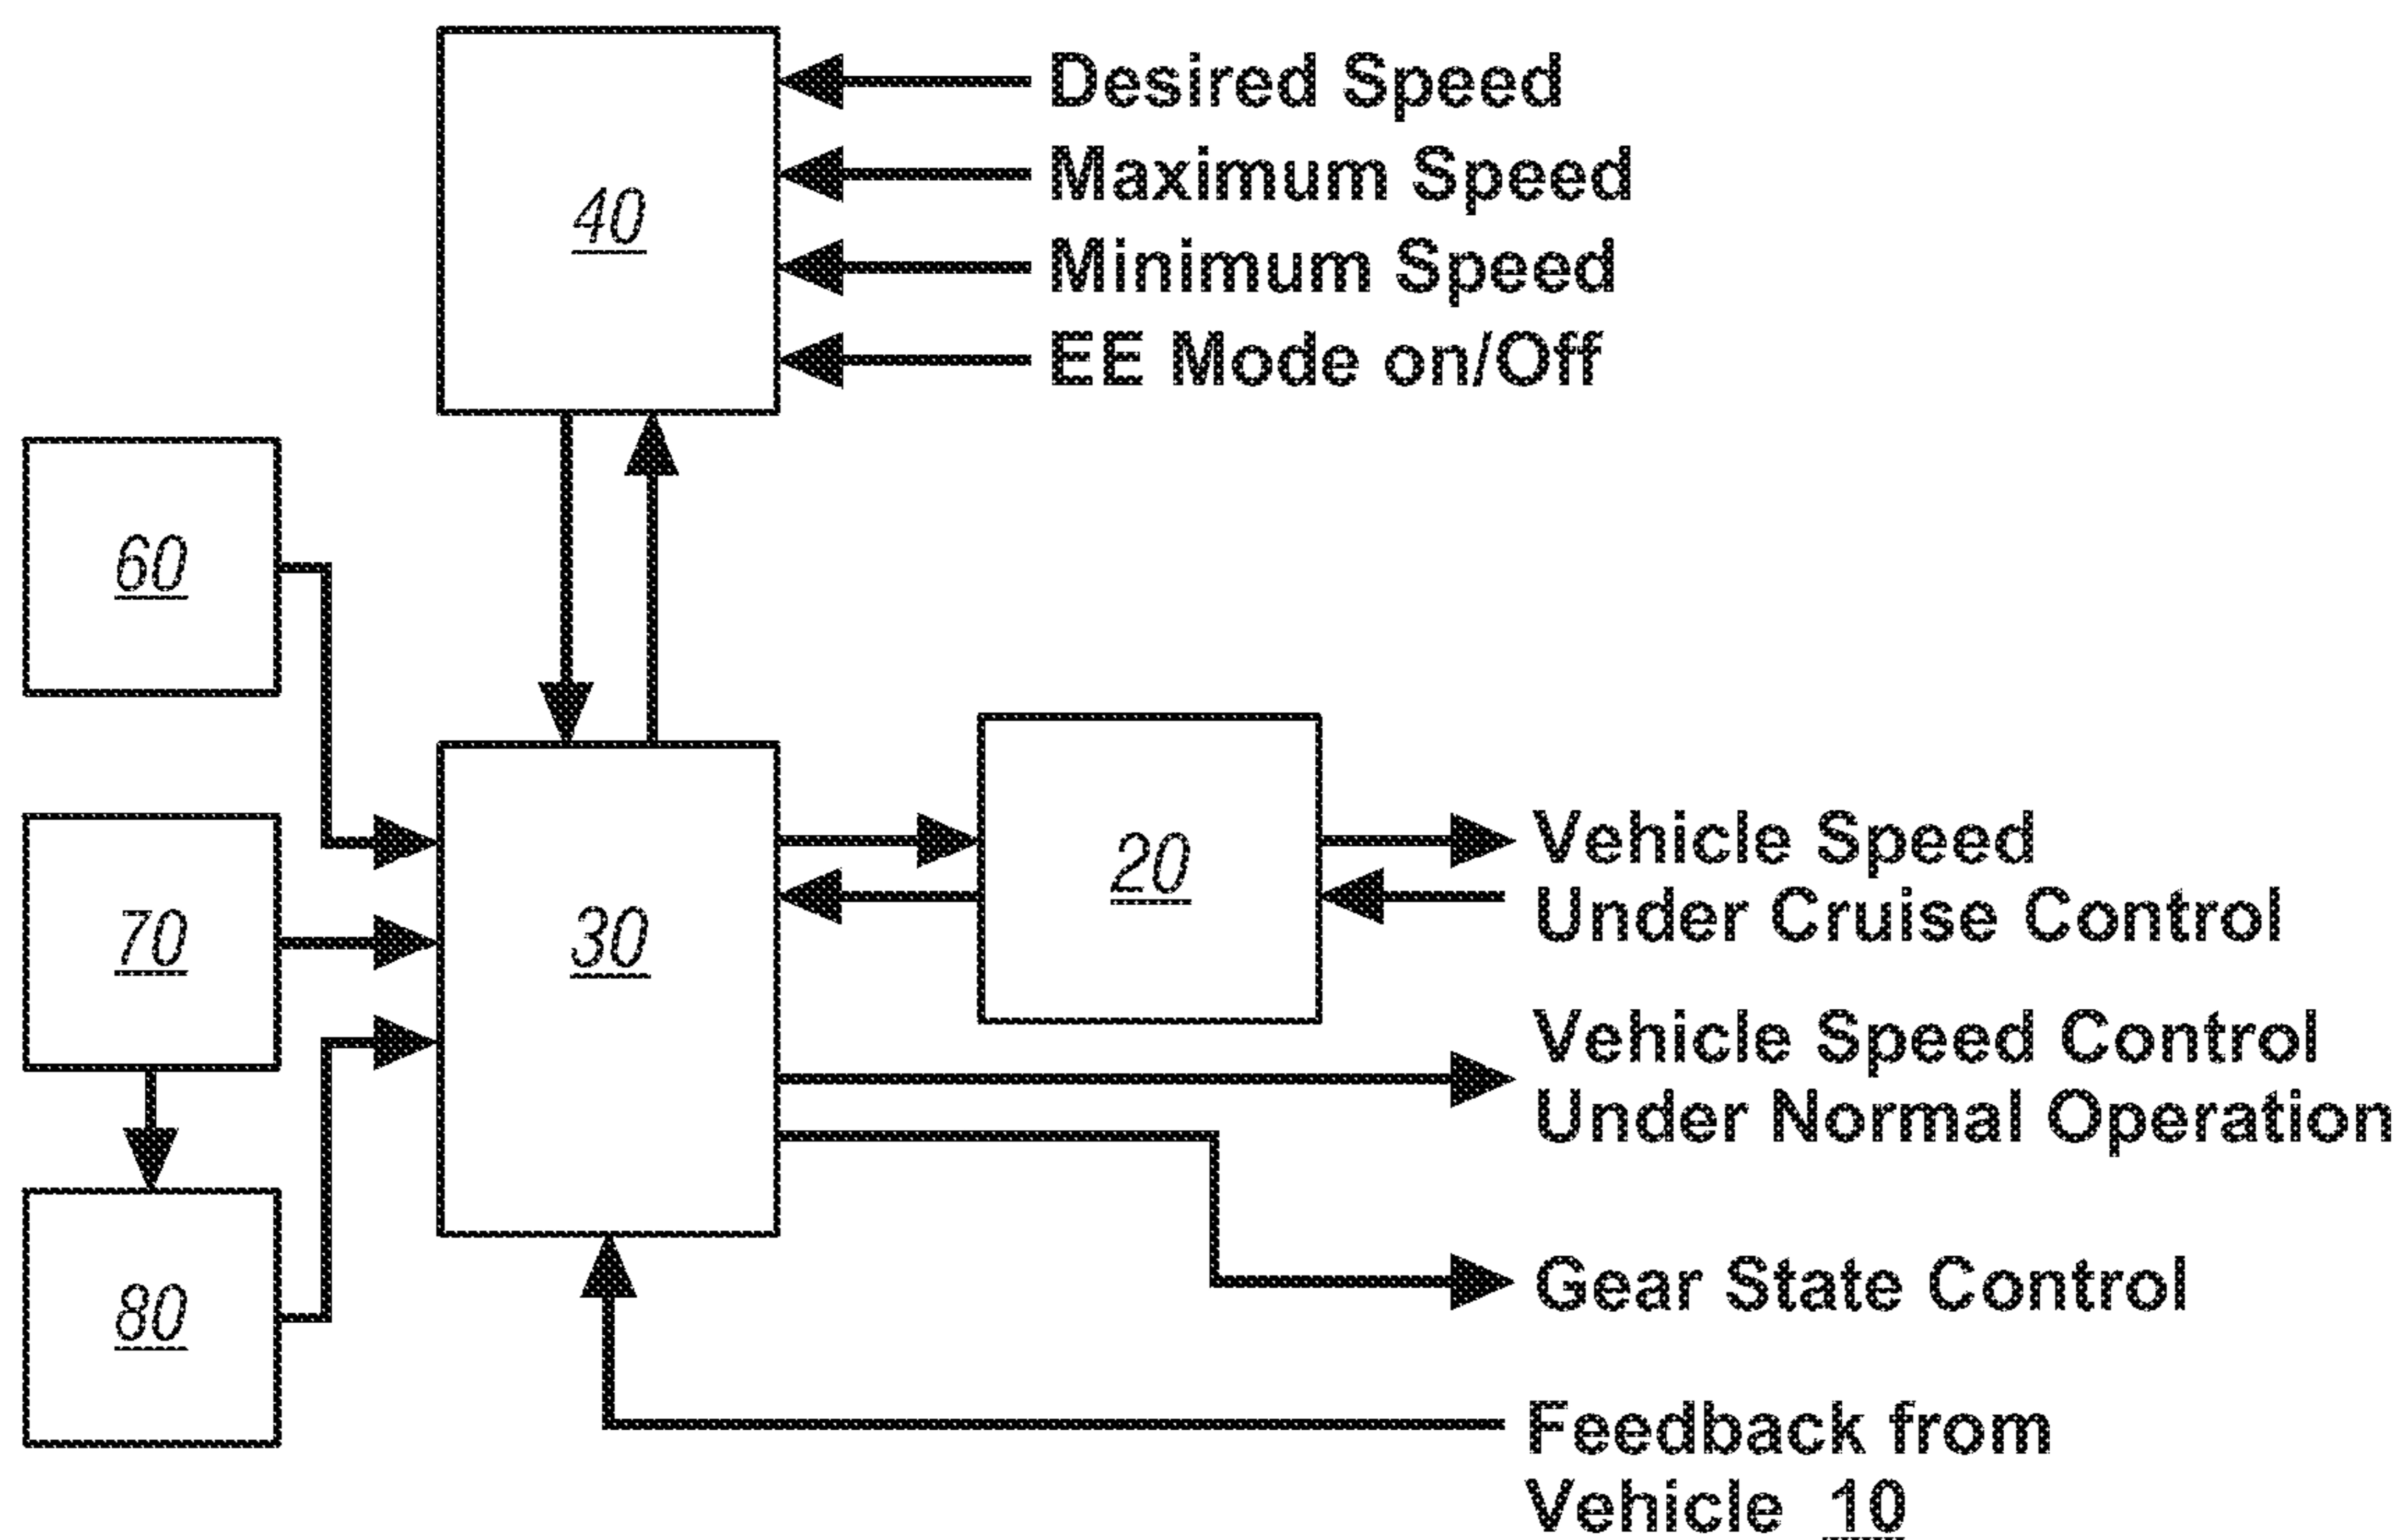 Desired Speed
Maximum Speed
40
Minimum Speed
EE Mode on/Off
60
20
Vehicle Speed
Under Cruise Control
70
30
Vehicle Speed Control
Under Normal Operation
80
Gear State Control
Feedback from
Vehicle 10